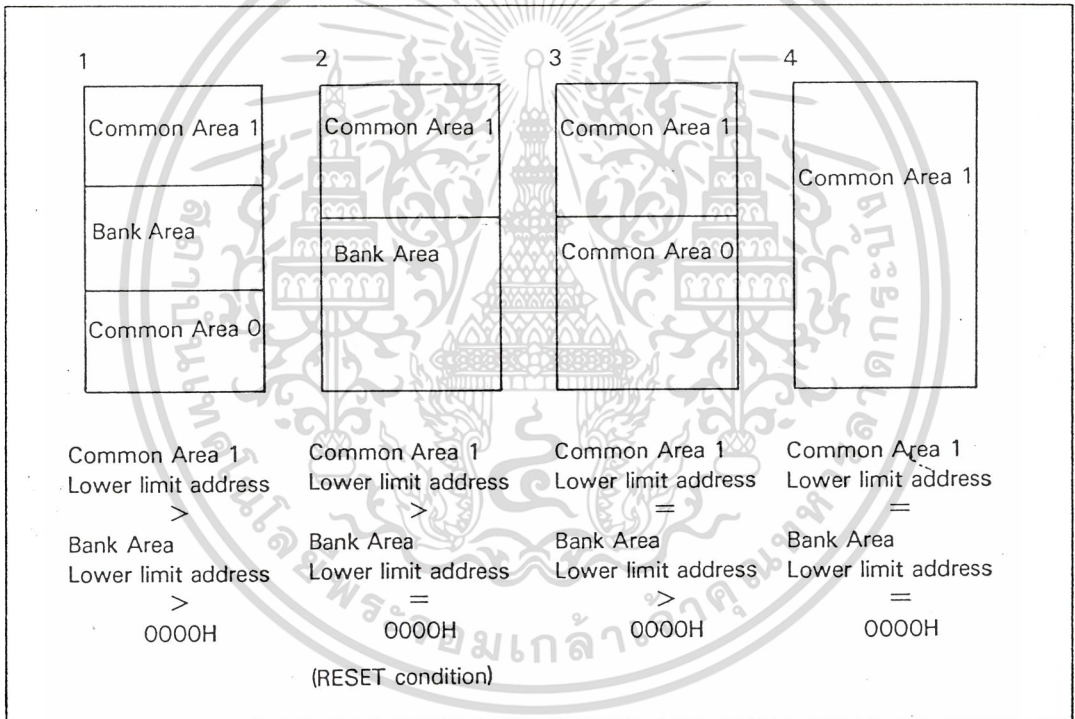 1
2
3
4
Common Area 1
Bank Area
Common Area 0
Common Area 1
Bank Area
Common Area 1
Common Area 0
Common Area 1
Common Area 1
Lower limit address
>
Bank Area
Lower limit address
>
0000H
Common Area 1
Lower limit address
>
Bank Area
Lower limit address
=
0000H
(RESET condition)
Common Area 1
Lower limit address
=
Bank Area
Lower limit address
>
0000H
Common Area 1
Lower limit address
=
Bank Area
Lower limit address
=
0000H